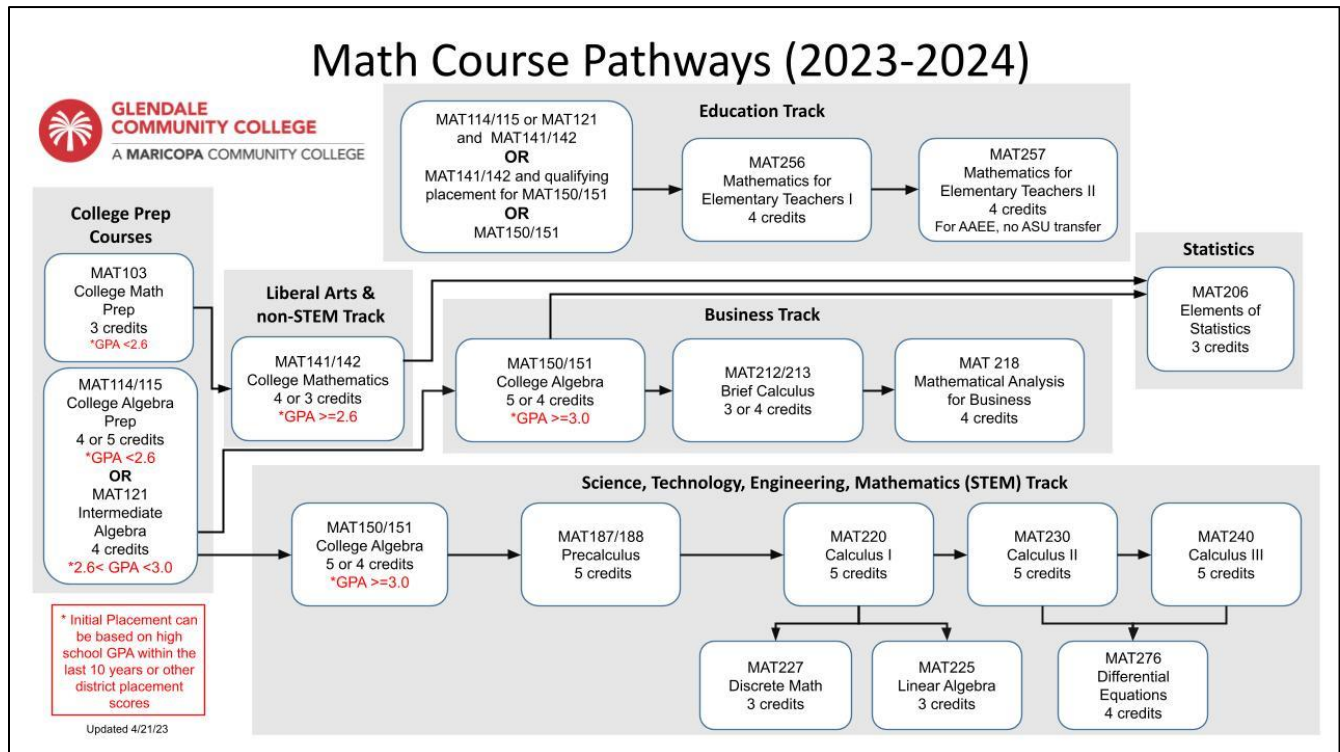 Math Course Pathways (2023-2024)
GLENDALE
COMMUNITY COLLEGE
A MARICOPA COMMUNITY COLLEGE
Education Track
MAT114/115 or MAT121
and MAT141/142
OR
MAT141/142 and qualifying
placement for MAT150/151
OR
MAT150/151
MAT256
Mathematics for
Elementary Teachers I
4 credits
MAT257
Mathematics for
Elementary Teachers II
4 credits
For AAEE, no ASU transfer
College Prep
Courses
MAT103
College Math
Prep
3 credits
*GPA <2.6
MAT114/115
College Algebra
Prep
4 or 5 credits
*GPA <2.6
OR
MAT121
Intermediate
Algebra
4 credits
*2.6< GPA <3.0
Liberal Arts &
non-STEM Track
MAT141/142
College Mathematics
4 or 3 credits
*GPA >=2.6
Business Track
MAT150/151
College Algebra
5 or 4 credits
*GPA >=3.0
MAT212/213
Brief Calculus
3 or 4 credits
MAT 218
Mathematical Analysis
for Business
4 credits
Statistics
MAT206
Elements of
Statistics
3 credits
Science, Technology, Engineering, Mathematics (STEM) Track
MAT150/151
College Algebra
5 or 4 credits
*GPA >=3.0
MAT187/188
Precalculus
5 credits
MAT220
Calculus I
5 credits
MAT230
Calculus II
5 credits
MAT240
Calculus III
5 credits
MAT227
Discrete Math
3 credits
MAT225
Linear Algebra
3 credits
MAT276
Differential
Equations
4 credits
* Initial Placement can
be based on high
school GPA within the
last 10 years or other
district placement
scores
Updated 4/21/23